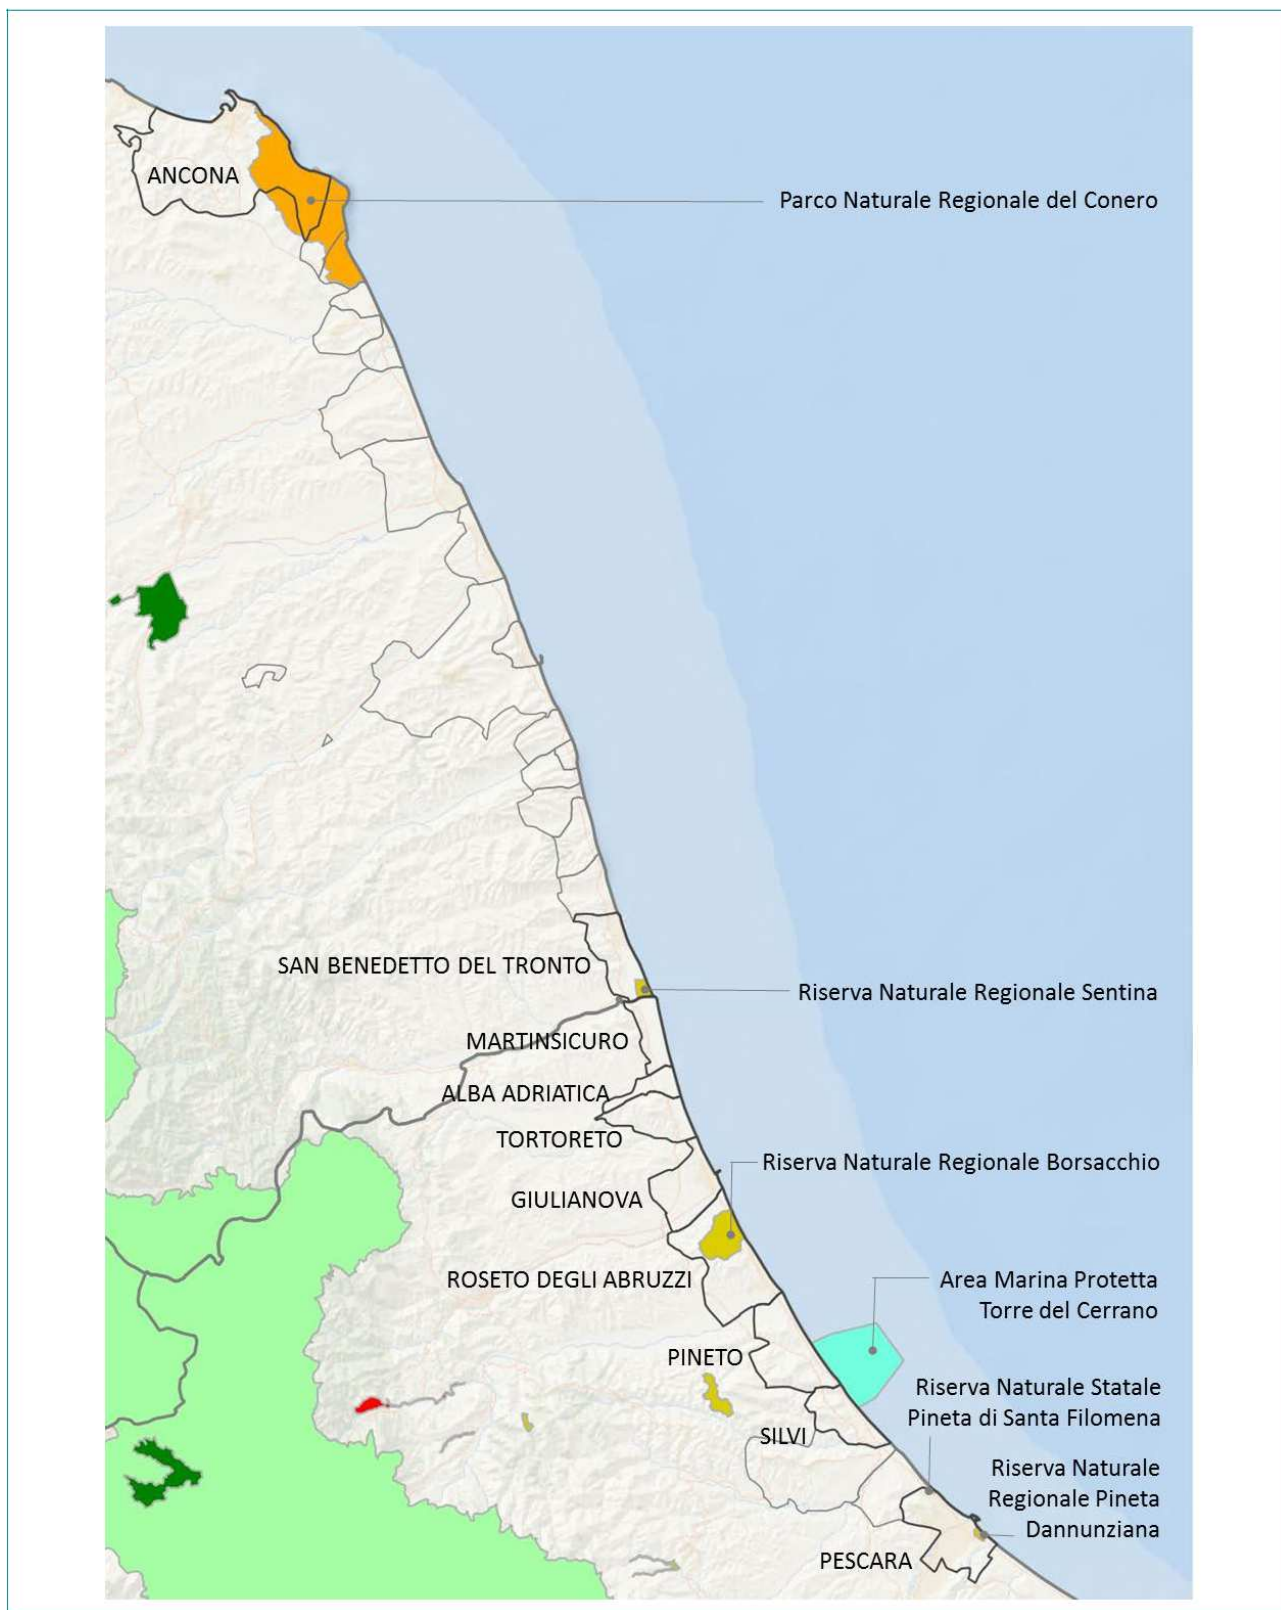 ANCONA
Parco Naturale Regionale del Conero
SAN BENEDETTO DEL TRONTO
Riserva Naturale Regionale Sentina
MARTINSICURO
ALBA ADRIATICA
TORTORETO
Riserva Naturale Regionale Borsacchio
GIULIANOVA
ROSETO DEGLI ABRUZZI
Area Marina Protetta
Torre del Cerrano
PINETO
Riserva Naturale Statale
Pineta di Santa Filomena
SILVI
Riserva Naturale
Regionale Pineta
Dannunziana
PESCARA